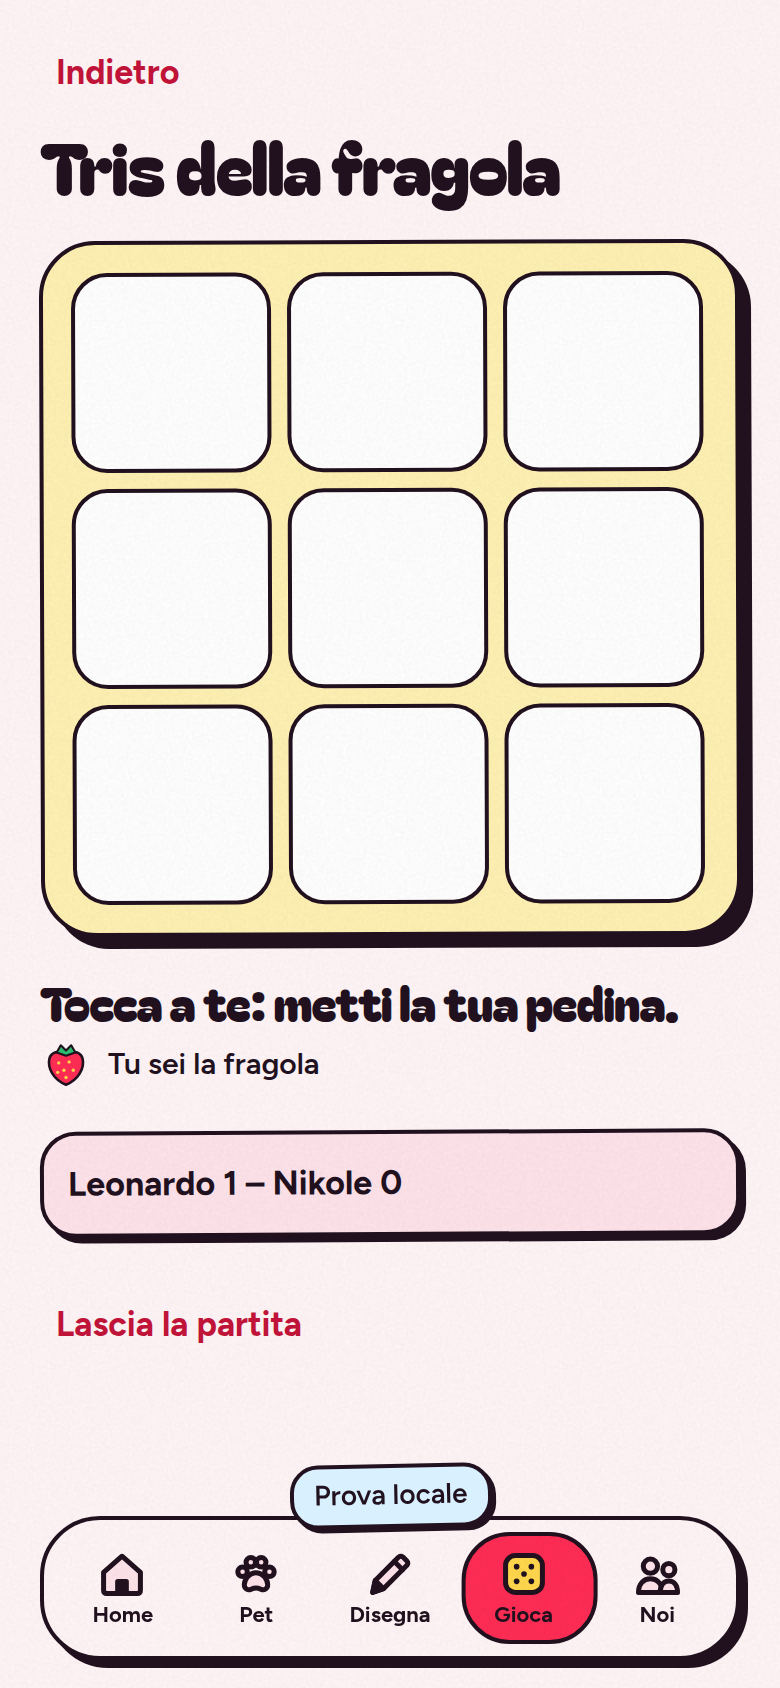 Indietro
Tris della fragola
Tocca a te: metti la tua pedina.
Tu sei la fragola
Leonardo 1 – Nikole 0
Lascia la partita
Prova locale
Home Pet Disegna Gioca Noi